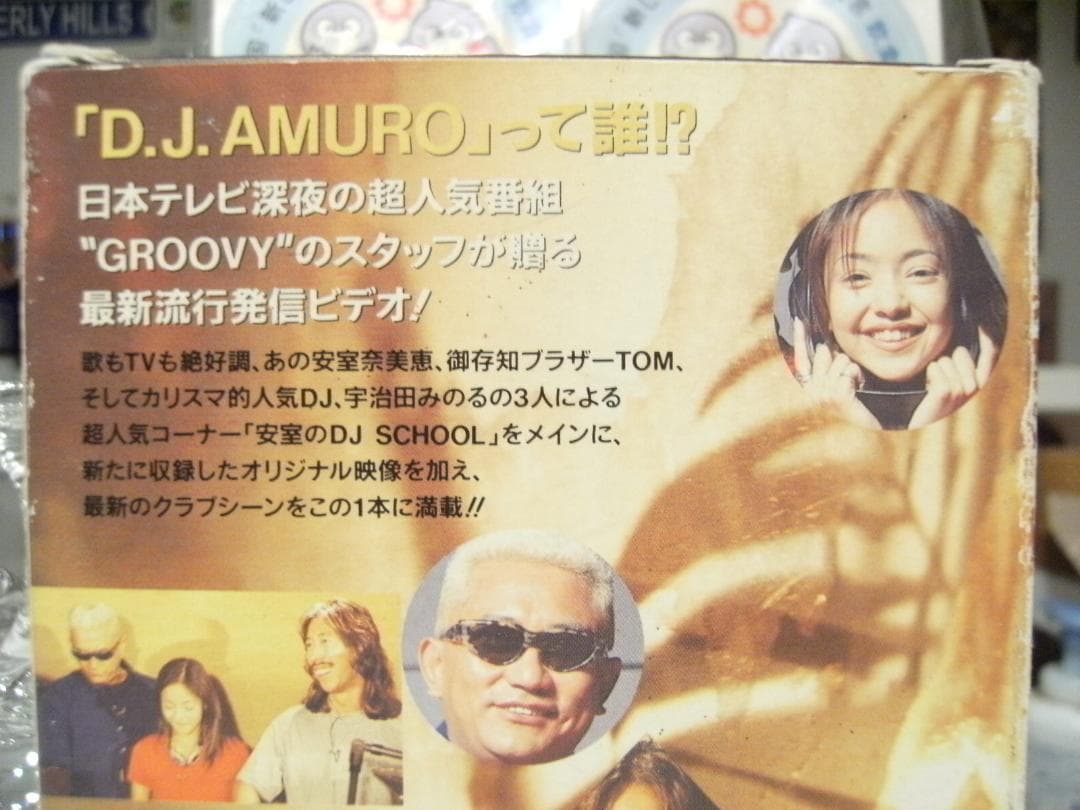 ERLY HILLS
「D.J. AMURO」って誰!?
日本テレビ深夜の超人気番組
"GROOVY"のスタッフが贈る
最新流行発信ビデオ!
歌もTVも絶好調、あの安室奈美恵、御存知ブラザーTOM、
そしてカリスマ的人気DJ、宇治田みのるの3人による
超人気コーナー「安室のDJ SCHOOL」をメインに、
新たに収録したオリジナル映像を加え、
最新のクラブシーンをこの1本に満載!!